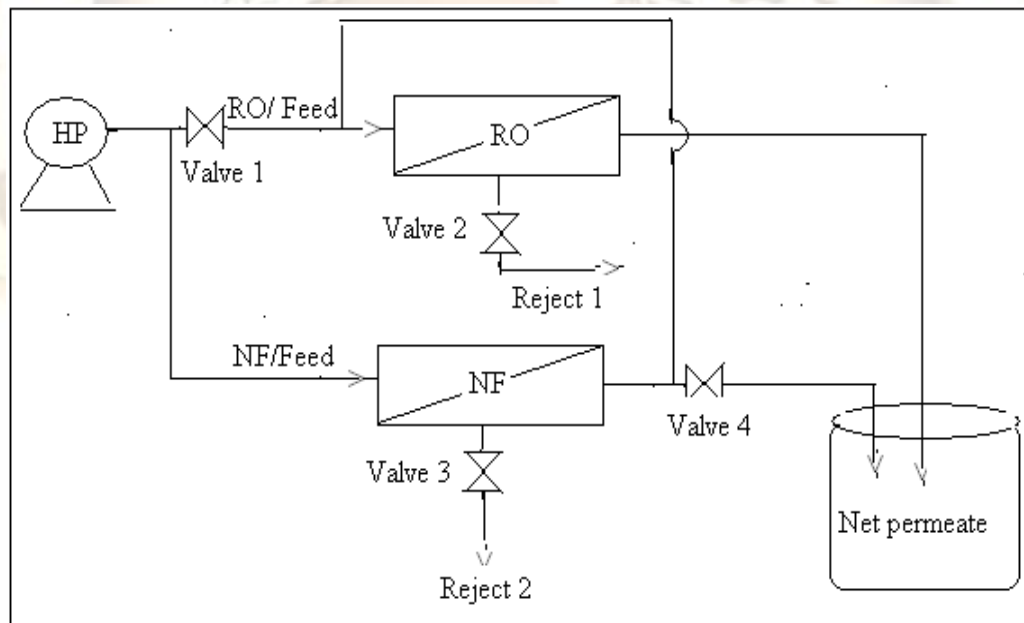 HP
RO/ Feed
Valve 1
RO
Valve 2
Reject 1
NF/Feed
NF
Valve 3
Valve 4
Reject 2
Net permeate